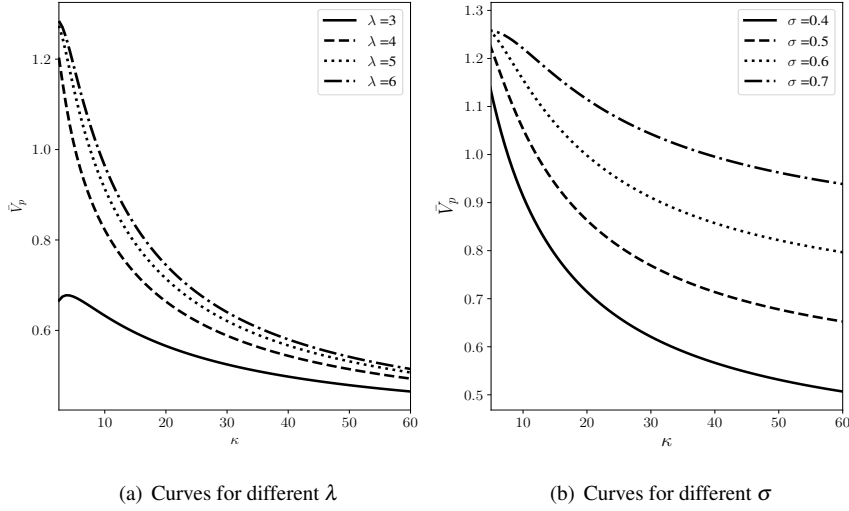 λ =3
λ =4
λ =5
λ =6
1.2
1.0
0.8
0.6
V̄p
10 20 30 40 50 60
κ
(a) Curves for different λ
σ =0.4
σ =0.5
σ =0.6
σ =0.7
1.3
1.2
1.1
1.0
0.9
0.8
0.7
0.6
0.5
V̄p
10 20 30 40 50 60
κ
(b) Curves for different σ